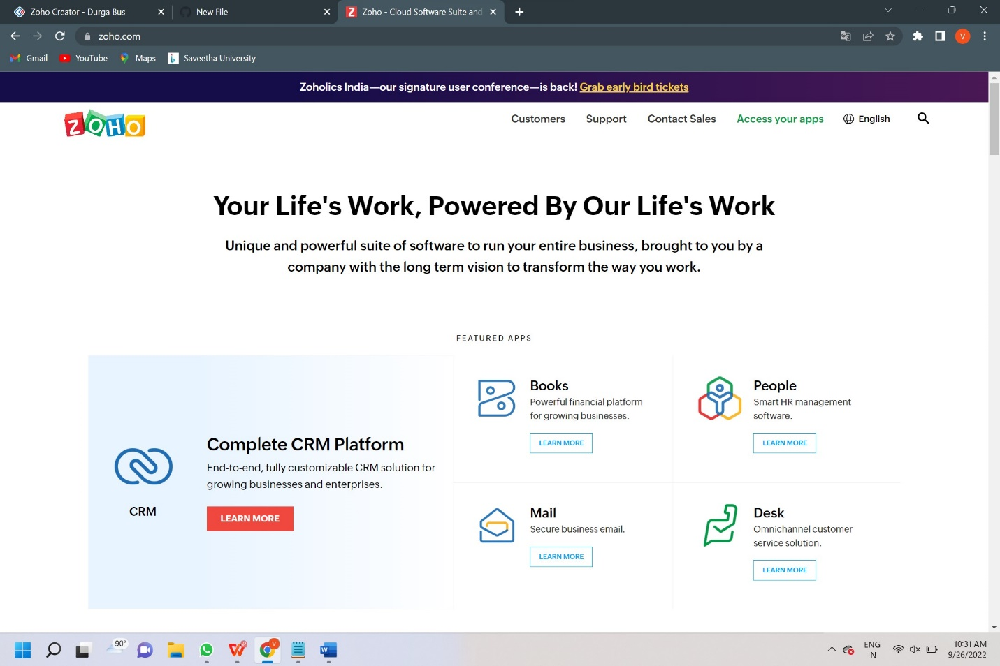 Zoho Creator - Durga Bus
New File
Zoho - Cloud Software Suite and
zoho.com
V
Gmail
YouTube
Maps
Saveetha University
Zoholics India—our signature user conference—is back! Grab early bird tickets
ZOHO
Customers
Support
Contact Sales
Access your apps
English
Your Life's Work, Powered By Our Life's Work
Unique and powerful suite of software to run your entire business, brought to you by a
company with the long term vision to transform the way you work.
FEATURED APPS
CRM
Complete CRM Platform
End-to-end, fully customizable CRM solution for
growing businesses and enterprises.
LEARN MORE
Books
Powerful financial platform
for growing businesses.
LEARN MORE
People
Smart HR management
software.
LEARN MORE
Mail
Secure business email.
LEARN MORE
Desk
Omnichannel customer
service solution.
LEARN MORE
90°
V
ENG
IN
10:31 AM
9/26/2022